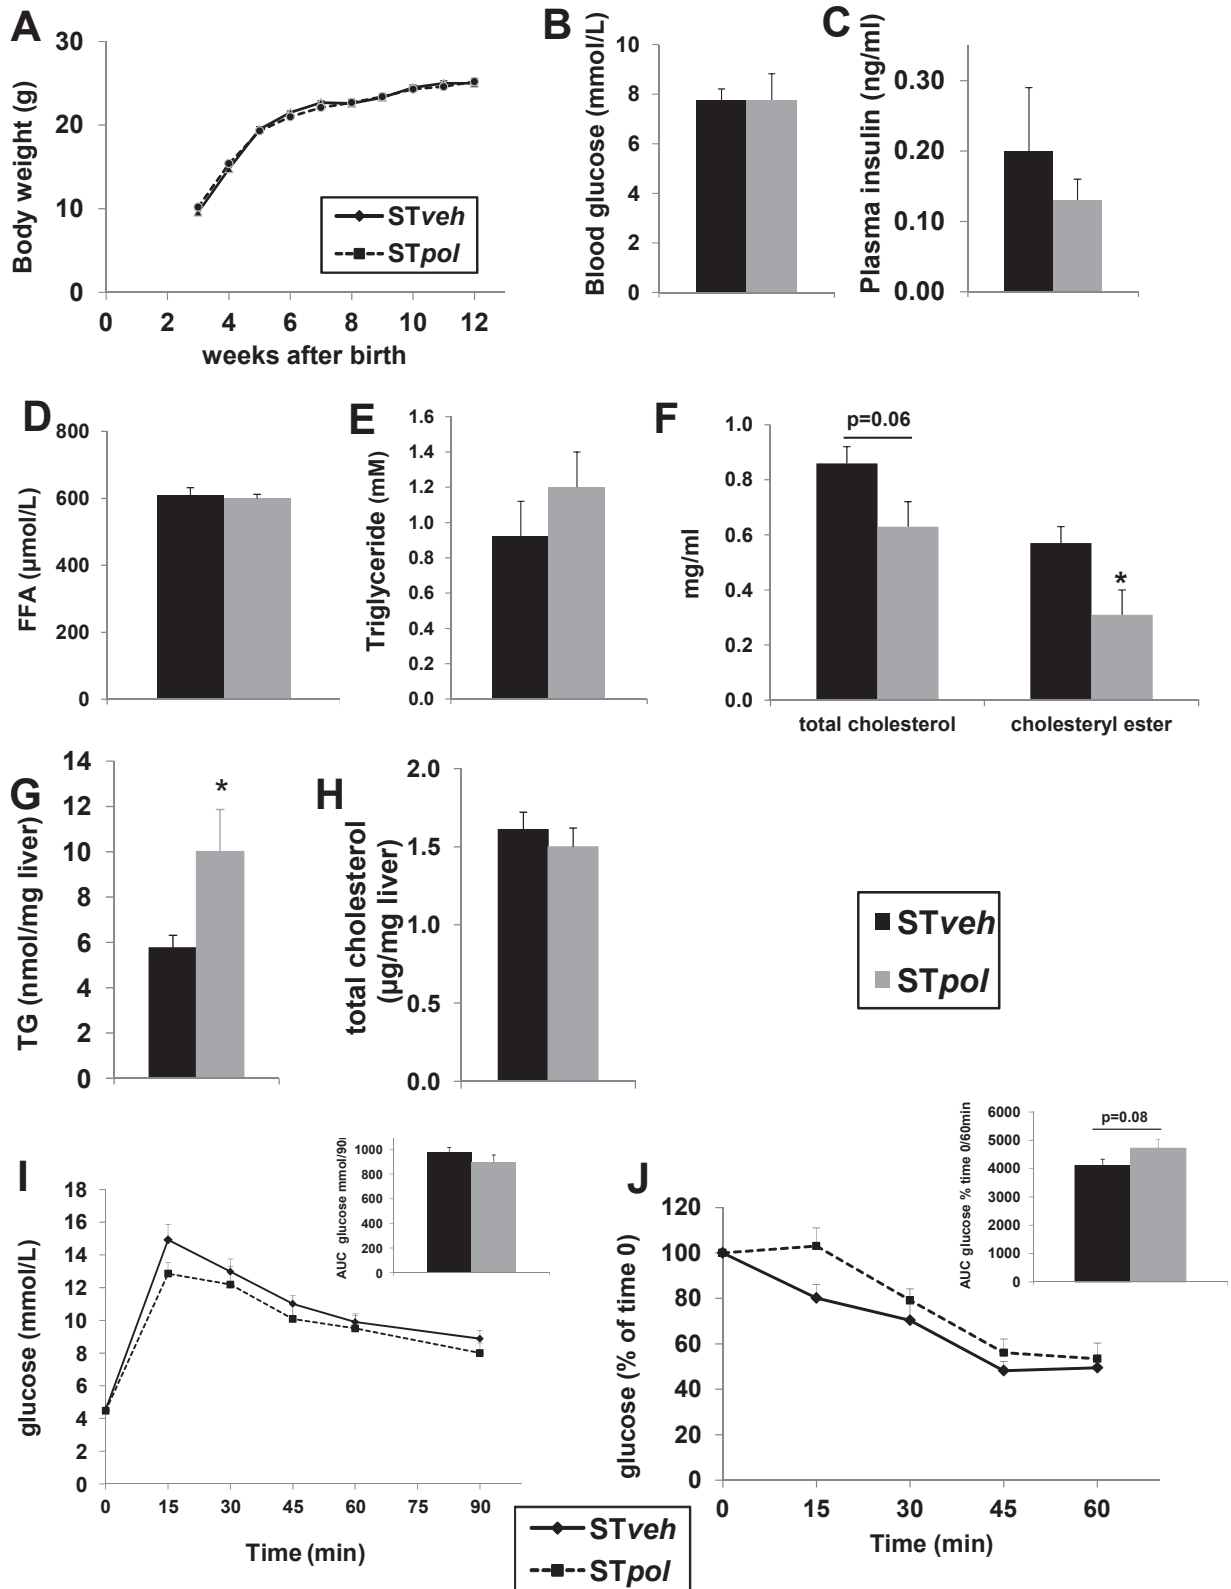 A
Body weight (g)
30
20
10
0
0 2 4 6 8 10 12
weeks after birth
STveh
STpol
B
Blood glucose (mmol/L)
10
8
6
4
2
0
C
Plasma insulin (ng/ml)
0.30
0.20
0.10
0.00
D
FFA (µmol/L)
800
600
400
200
0
E
Triglyceride (mM)
1.6
1.4
1.2
1.0
0.8
0.6
0.4
0.2
0.0
F
mg/ml
1.0
0.8
0.6
0.4
0.2
0.0
p=0.06
*
total cholesterol cholesteryl ester
G
TG (nmol/mg liver)
14
12
10
8
6
4
2
0
*
H
total cholesterol
(µg/mg liver)
2.0
1.5
1.0
0.5
0.0
STveh
STpol
I
glucose (mmol/L)
18
16
14
12
10
8
6
4
2
0
0 15 30 45 60 75 90
Time (min)
AUC glucose mmol/90
1000
800
600
400
200
0
J
glucose (% of time 0)
120
100
80
60
40
20
0
0 15 30 45 60
Time (min)
AUC glucose % time 0/60min
6000
5000
4000
3000
2000
1000
0
p=0.08
STveh
STpol